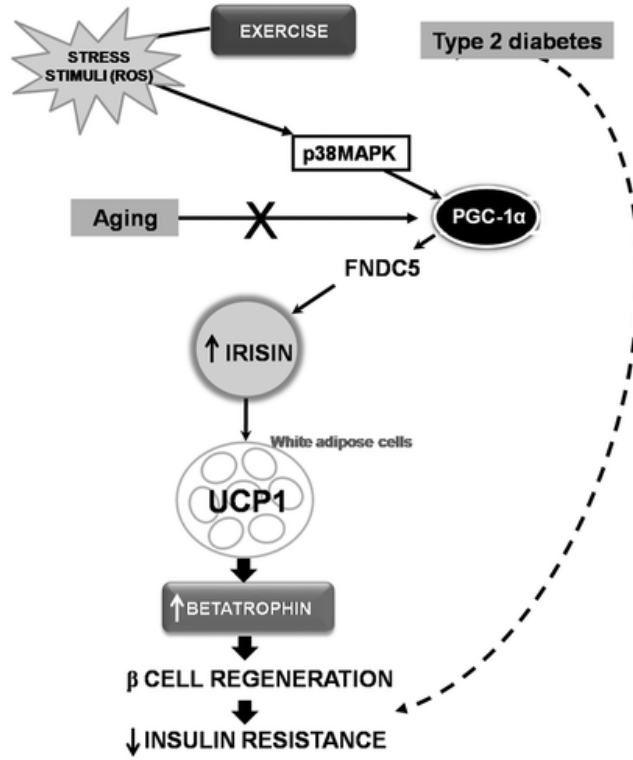 EXERCISE
Type 2 diabetes
STRESS
STIMULI (ROS)
p38MAPK
Aging
X
PGC-1α
FNDC5
↑ IRISIN
White adipose cells
UCP1
↑BETATROPHIN
β CELL REGENERATION
↓INSULIN RESISTANCE